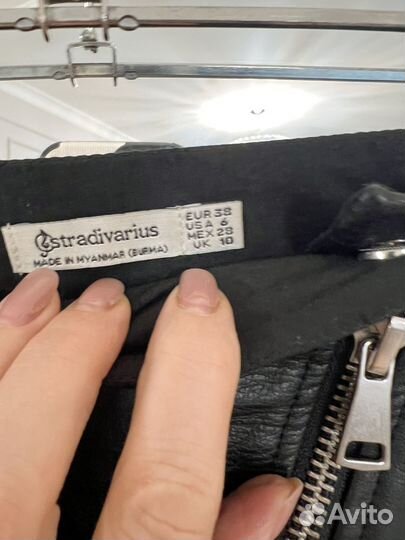 stradivarius
MADE IN MYANMAR (BURMA)
EUR 38
USA 6
MEX 28
UK 10
Avito